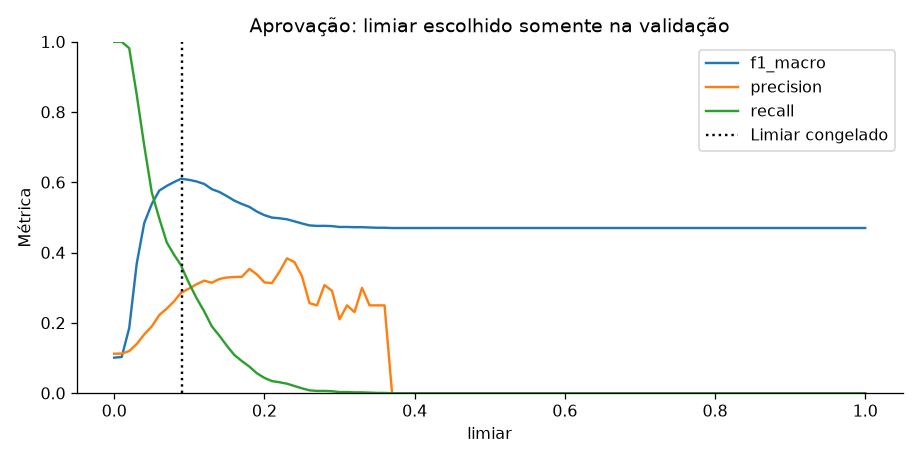 Aprovação: limiar escolhido somente na validação
f1_macro
precision
recall
Limiar congelado
Métrica
1.0
0.8
0.6
0.4
0.2
0.0
0.0 0.2 0.4 0.6 0.8 1.0
limiar